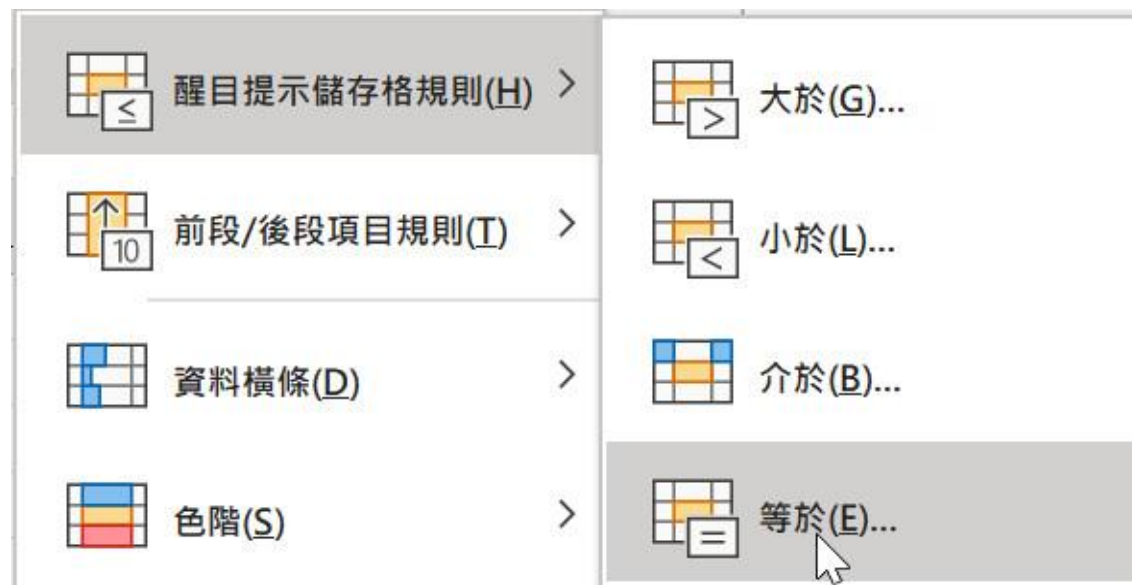 醒目提示儲存格規則(H)
前段/後段項目規則(T)
10
資料橫條(D)
色階(S)
大於(G)...
小於(L)...
介於(B)...
等於(E)...